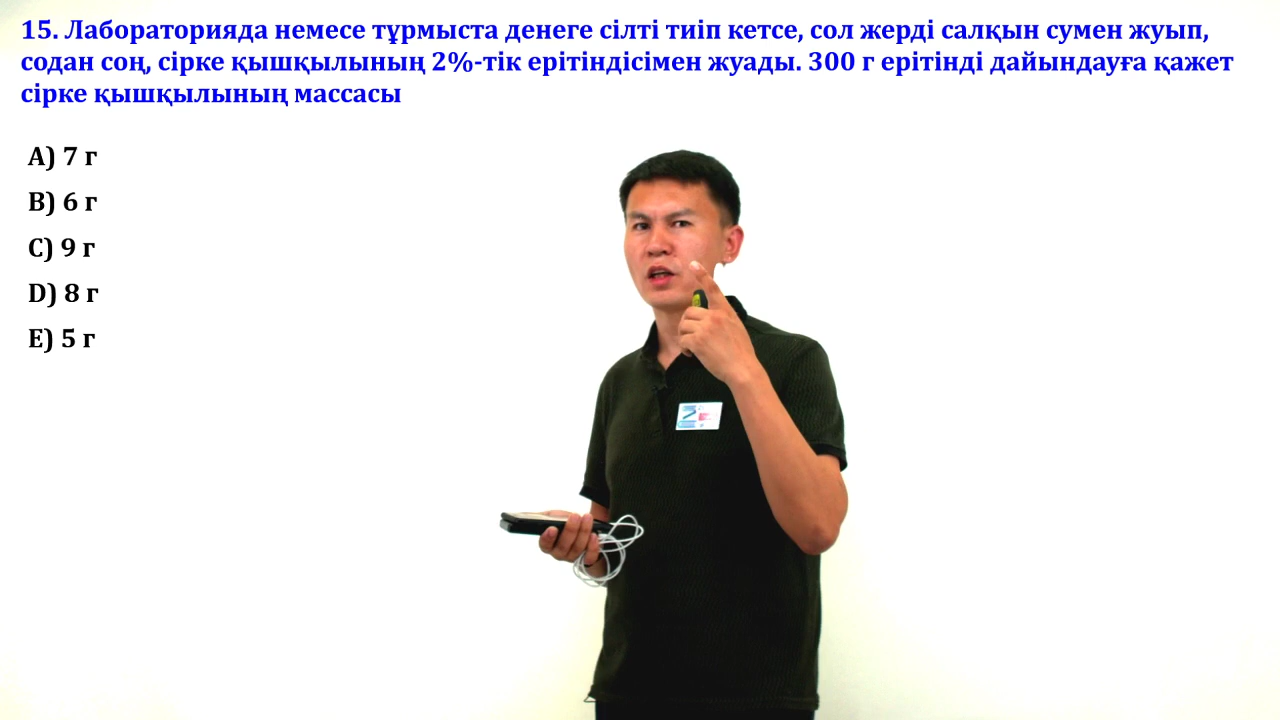 15. Лабораторияда немесе тұрмыста денеге сілті тиіп кетсе, сол жерді салқын сумен жуып,
содан соң, сірке қышқылының 2%-тік ерітіндісімен жуады. 300 г ерітінді дайындауға қажет
сірке қышқылының массасы
A) 7 г
B) 6 г
C) 9 г
D) 8 г
E) 5 г